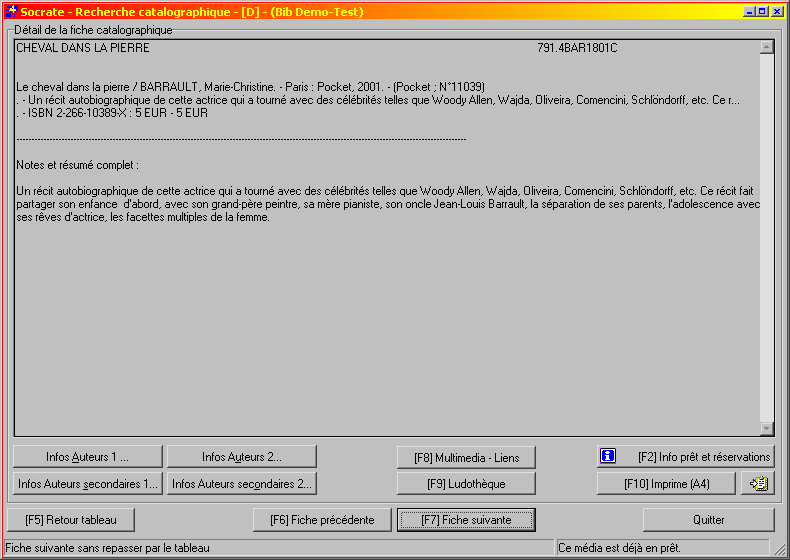 Socrate - Recherche catalographique - [D] - (Bib Demo-Test)
Détail de la fiche catalographique
CHEVAL DANS LA PIERRE 791.4BAR1801C
Le cheval dans la pierre / BARRAULT, Marie-Christine. - Paris : Pocket, 2001. - (Pocket ; N°11039)
. - Un récit autobiographique de cette actrice qui a tourné avec des célébrités telles que Woody Allen, Wajda, Oliveira, Comencini, Schlöndorff, etc. Ce r...
. - ISBN 2-266-10389-X : 5 EUR - 5 EUR
------------------------------------------------------------------------------------------------------------------------------------------------------
Notes et résumé complet :
Un récit autobiographique de cette actrice qui a tourné avec des célébrités telles que Woody Allen, Wajda, Oliveira, Comencini, Schlöndorff, etc. Ce récit fait
partager son enfance  d'abord, avec son grand-père peintre, sa mère pianiste, son oncle Jean-Louis Barrault, la séparation de ses parents, l'adolescence avec
ses rêves d'actrice, les facettes multiples de la femme.
Infos Auteurs 1 ... Infos Auteurs 2... [F8] Multimedia - Liens [F2] Info prêt et réservations
Infos Auteurs secondaires 1... Infos Auteurs secondaires 2... [F9] Ludothèque [F10] Imprime (A4)
[F5] Retour tableau [F6] Fiche précédente [F7] Fiche suivante Quitter
Fiche suivante sans repasser par le tableau Ce média est déjà en prêt.